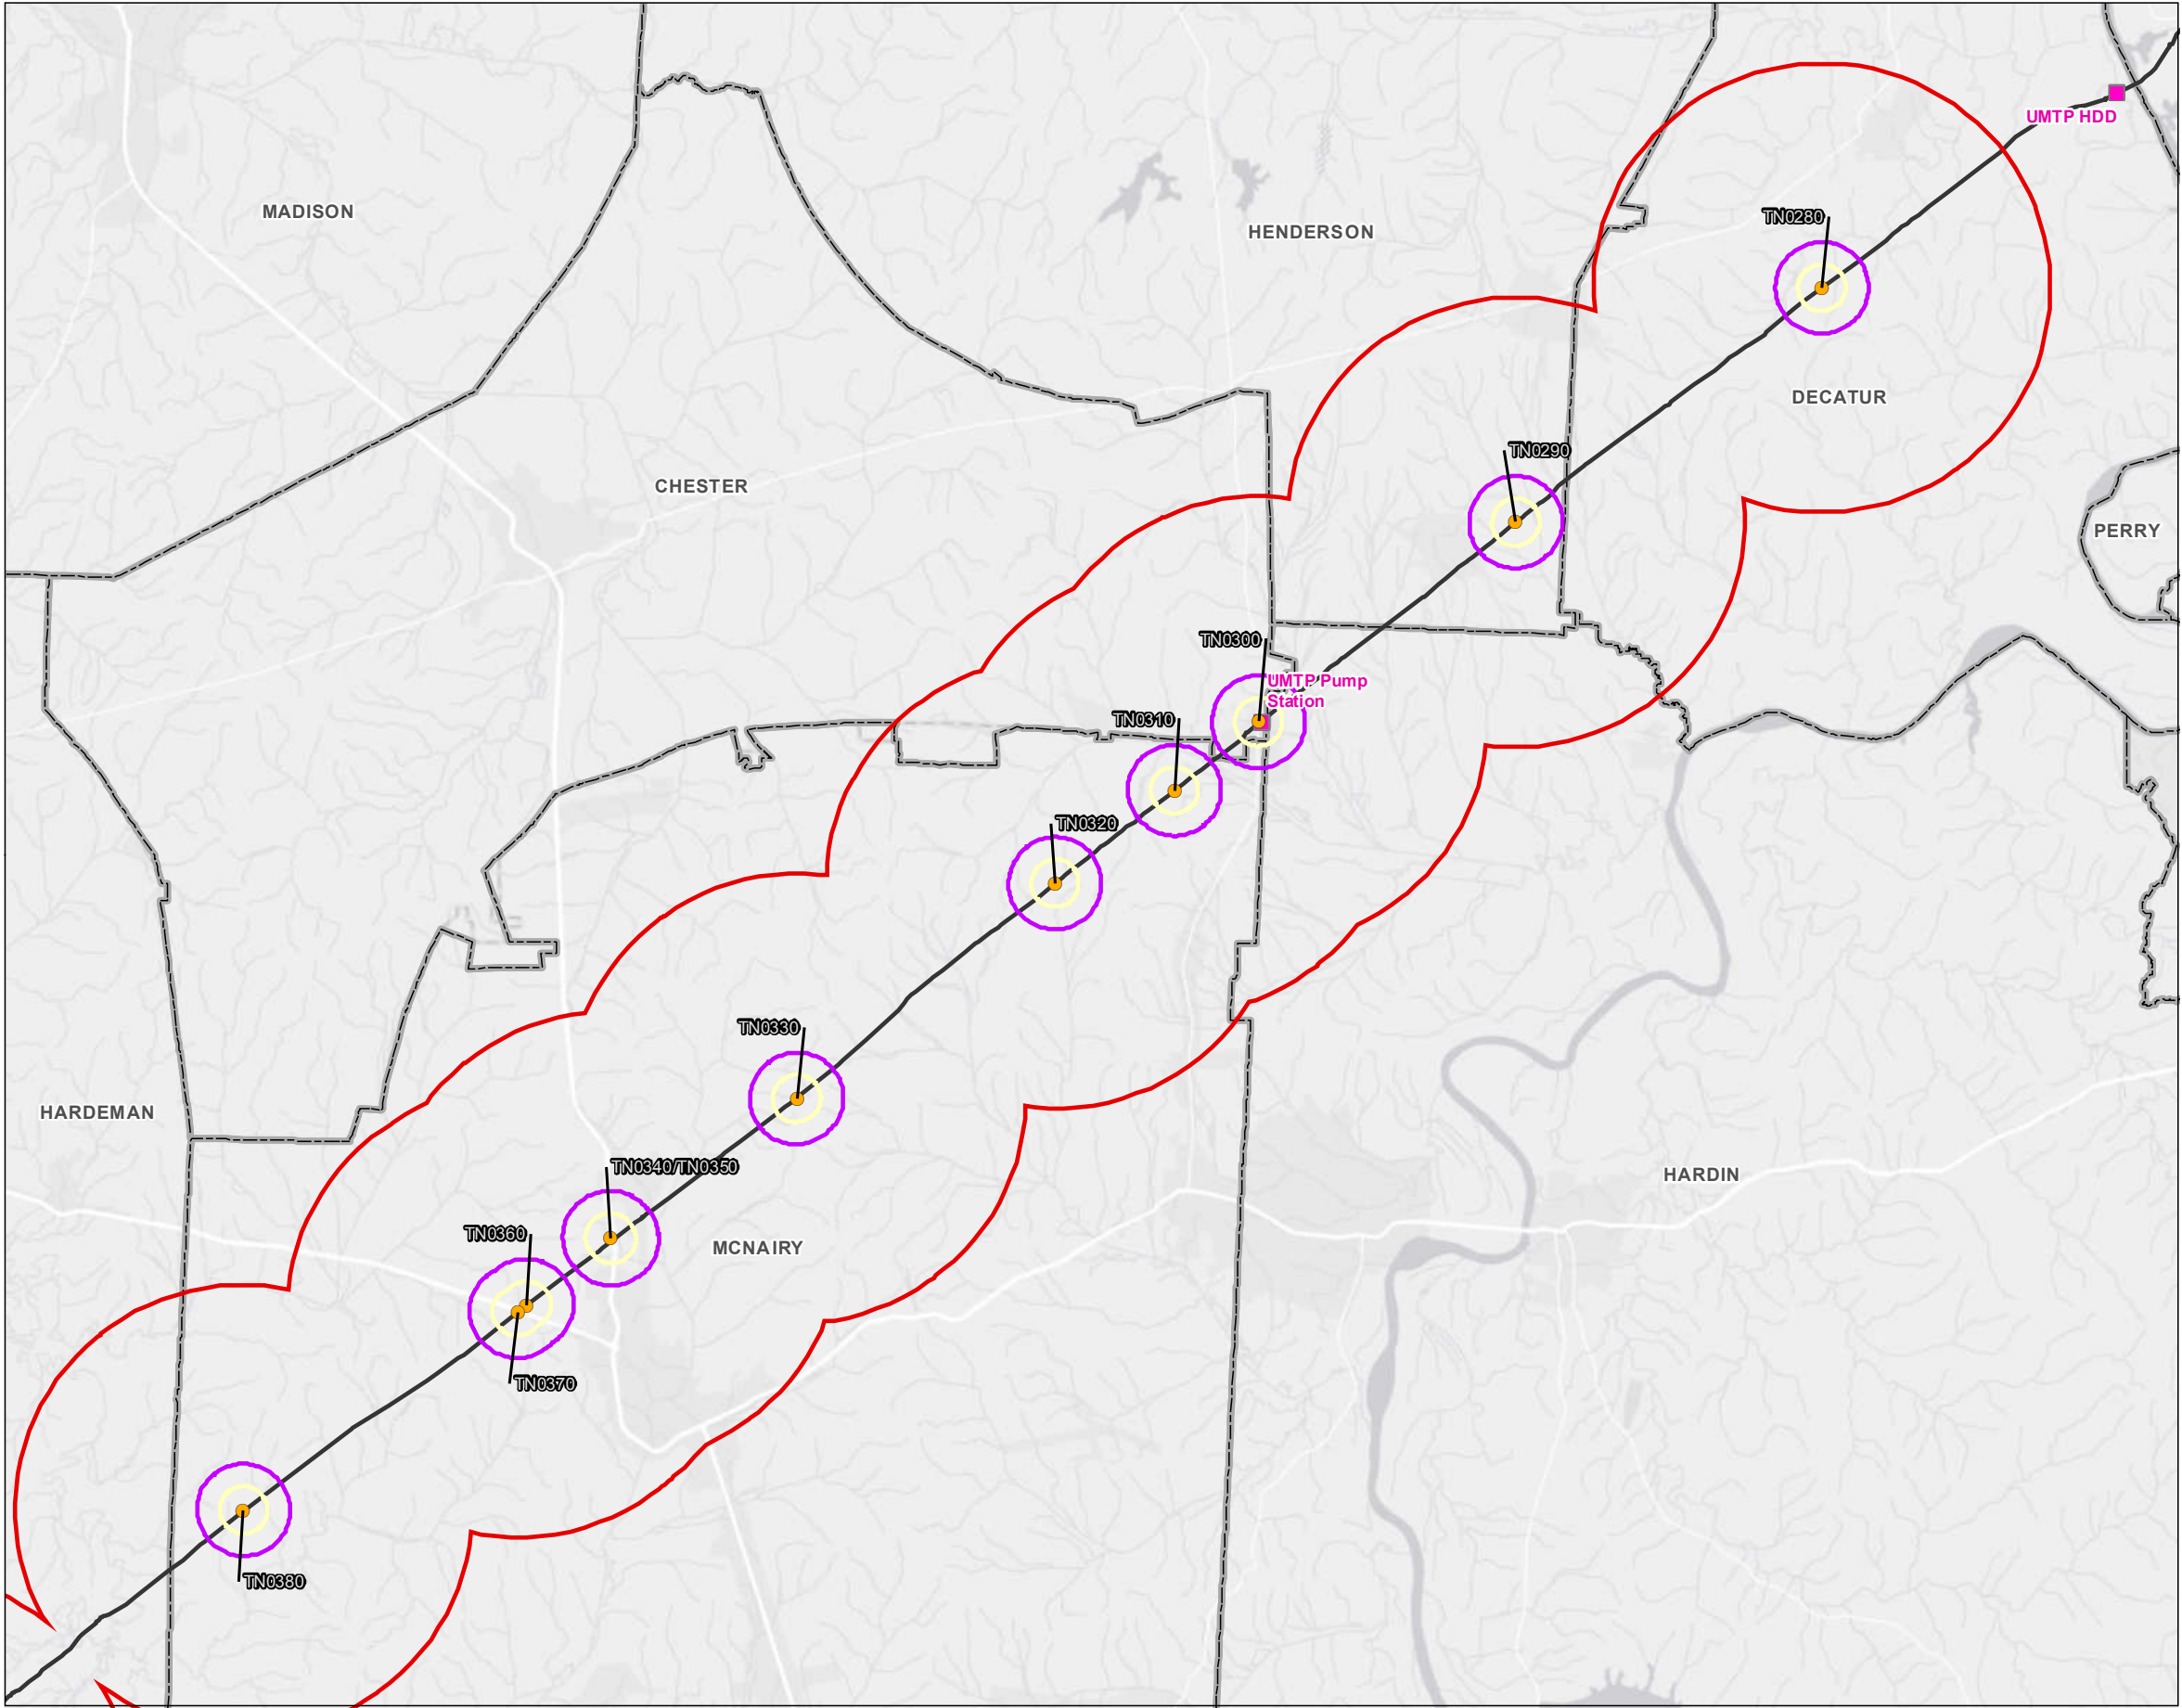 MADISON
TN0280
UMTP HDD
HENDERSON
DECATUR
TN0290
CHESTER
PERRY
TN0300
UMTP Pump
Station
TN0310
TN0320
TN0330
HARDEMAN
TN0340/TN0350
HARDIN
TN0360
MCNAIRY
TN0370
TN0380